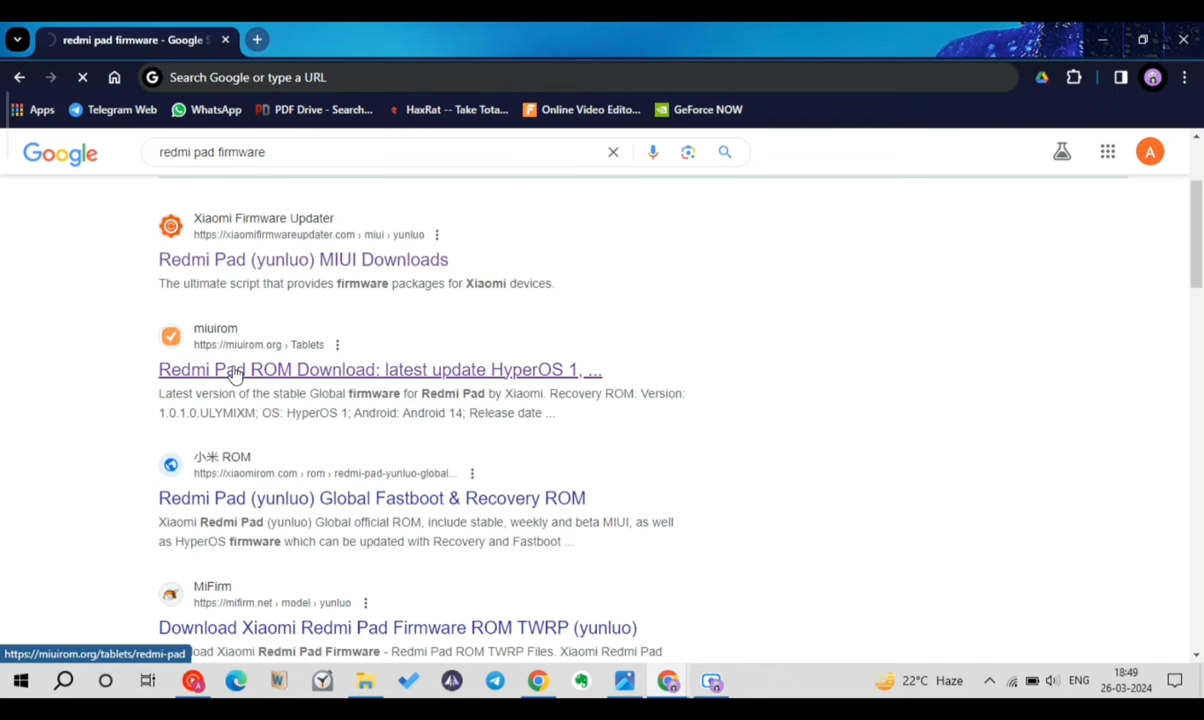 redmi pad firmware - Google S
Search Google or type a URL
Apps
Telegram Web
WhatsApp
PDF Drive - Search...
HaxRat -- Take Tota...
Online Video Edito...
GeForce NOW
Google
redmi pad firmware
A
Xiaomi Firmware Updater
https://xiaomifirmwareupdater.com › miui › yunluo
Redmi Pad (yunluo) MIUI Downloads
The ultimate script that provides firmware packages for Xiaomi devices.
miuirom
https://miuirom.org › Tablets
Redmi Pad ROM Download: latest update HyperOS 1, ...
Latest version of the stable Global firmware for Redmi Pad by Xiaomi. Recovery ROM. Version:
1.0.1.0.ULYMIXM; OS: HyperOS 1; Android: Android 14; Release date ...
小米 ROM
https://xiaomirom.com › rom › redmi-pad-yunluo-global...
Redmi Pad (yunluo) Global Fastboot & Recovery ROM
Xiaomi Redmi Pad (yunluo) Global official ROM, include stable, weekly and beta MIUI, as well
as HyperOS firmware which can be updated with Recovery and Fastboot ...
MiFirm
https://mifirm.net › model › yunluo
Download Xiaomi Redmi Pad Firmware ROM TWRP (yunluo)
load Xiaomi Redmi Pad Firmware - Redmi Pad ROM TWRP Files. Xiaomi Redmi Pad
https://miuirom.org/tablets/redmi-pad
22°C Haze
ENG
18:49
26-03-2024